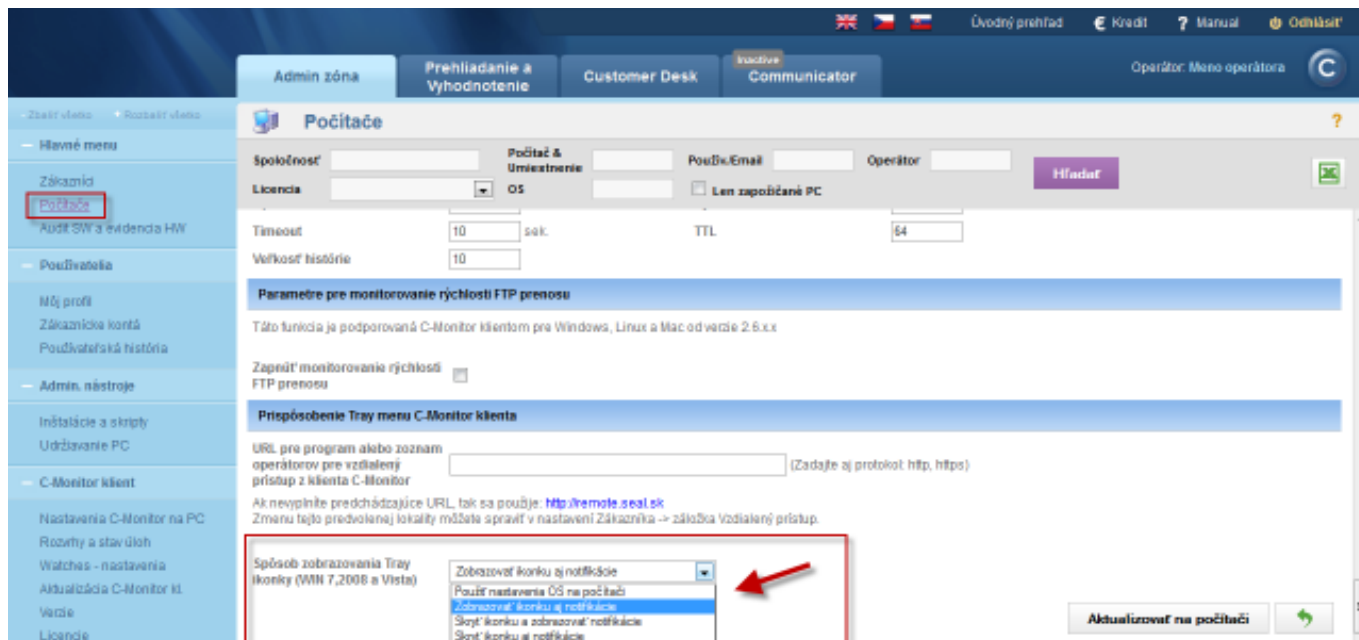 Úvodný prehľad € Kredit ? Manual Odhlásiť
Inactive
Admin zóna Prehliadanie a Vyhodnotenie Customer Desk Communicator
Operátor: Meno operátora
- Zbaliť všetko + Rozbaliť všetko
Počítače ?
Hlavné menu
Zákazníci
Počítače
Audit SW a evidencia HW
Používatelia
Môj profil
Zákaznícke kontá
Používateľská história
Admin. nástroje
Inštalácie a skripty
Udržiavanie PC
C-Monitor klient
Nastavenia C-Monitor na PC
Rozvrhy a stav úloh
Watches - nastavenia
Aktualizácia C-Monitor kl.
Verzie
Licencie
Spoločnosť Počítač & Umiestnenie Použív./Email Operátor
Licencia OS Len zapožičané PC
Hľadať
Timeout 10 sek. TTL 64
Veľkosť histórie 10
Parametre pre monitorovanie rýchlosti FTP prenosu
Táto funkcia je podporovaná C-Monitor klientom pre Windows, Linux a Mac od verzie 2.6.x.x
Zapnúť monitorovanie rýchlosti
FTP prenosu
Prispôsobenie Tray menu C-Monitor klienta
URL pre program alebo zoznam
operátorov pre vzdialený
prístup z klienta C-Monitor
(Zadajte aj protokol: http, https)
Ak nevyplníte predchádzajúce URL, tak sa použije: http://remote.seal.sk
Zmenu tejto predvolenej lokality môžete spraviť v nastavení Zákazníka -> záložka Vzdialený prístup.
Spôsob zobrazovania Tray
ikonky (WIN 7,2008 a Vista)
Zobrazovať ikonku aj notifikácie
Použiť nastavenia OS na počítači
Zobrazovať ikonku aj notifikácie
Skryť ikonku a zobrazovať notifikácie
Skryť ikonku aj notifikácie
Aktualizovať na počítači